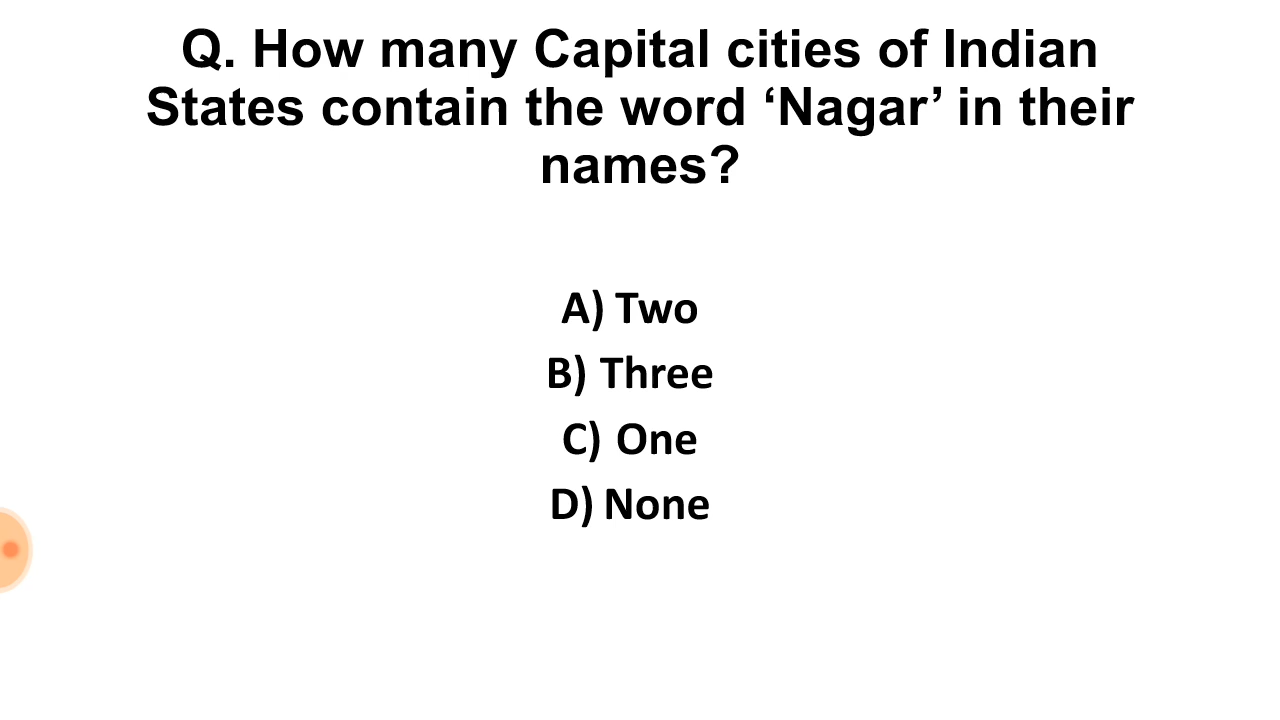 Q. How many Capital cities of Indian
States contain the word ‘Nagar’ in their
names?
A) Two
B) Three
C) One
D) None